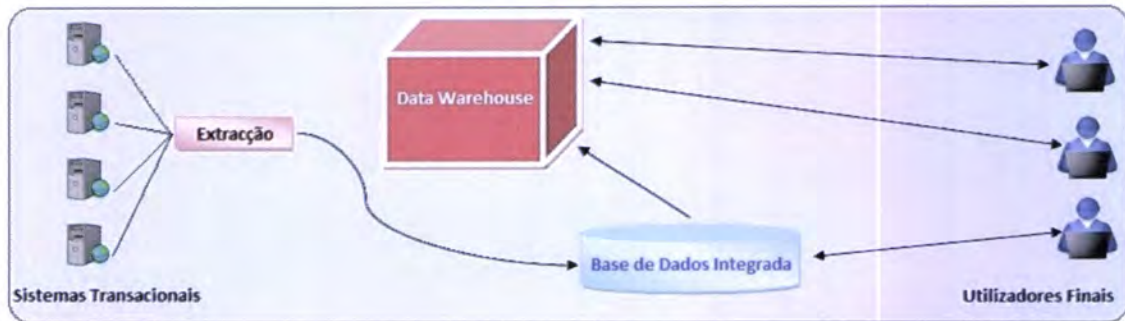 Data Warehouse
Extracção
Base de Dados Integrada
Sistemas Transacionais
Utilizadores Finais